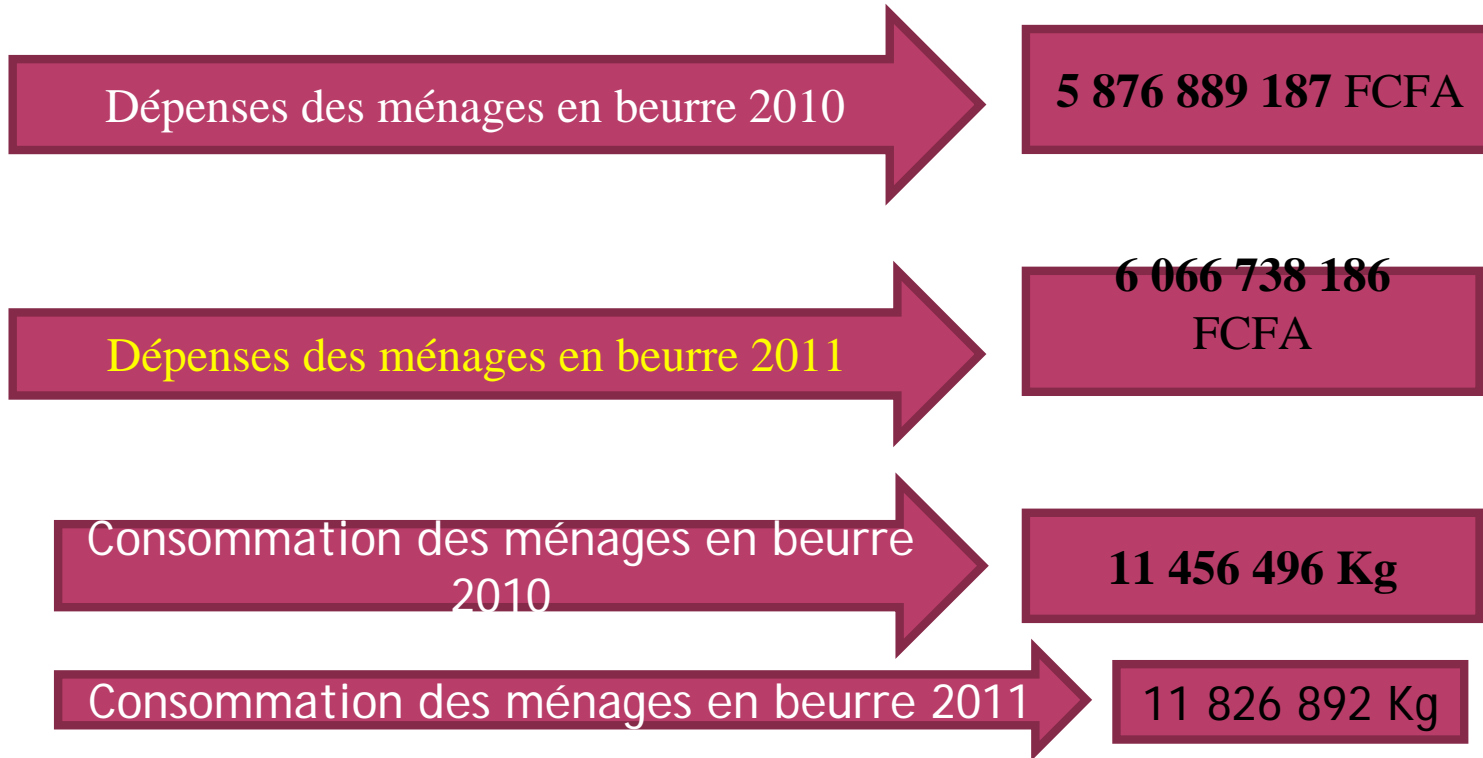 Dépenses des ménages en beurre 2010
5 876 889 187 FCFA
Dépenses des ménages en beurre 2011
6 066 738 186
FCFA
Consommation des ménages en beurre
2010
11 456 496 Kg
Consommation des ménages en beurre 2011
11 826 892 Kg